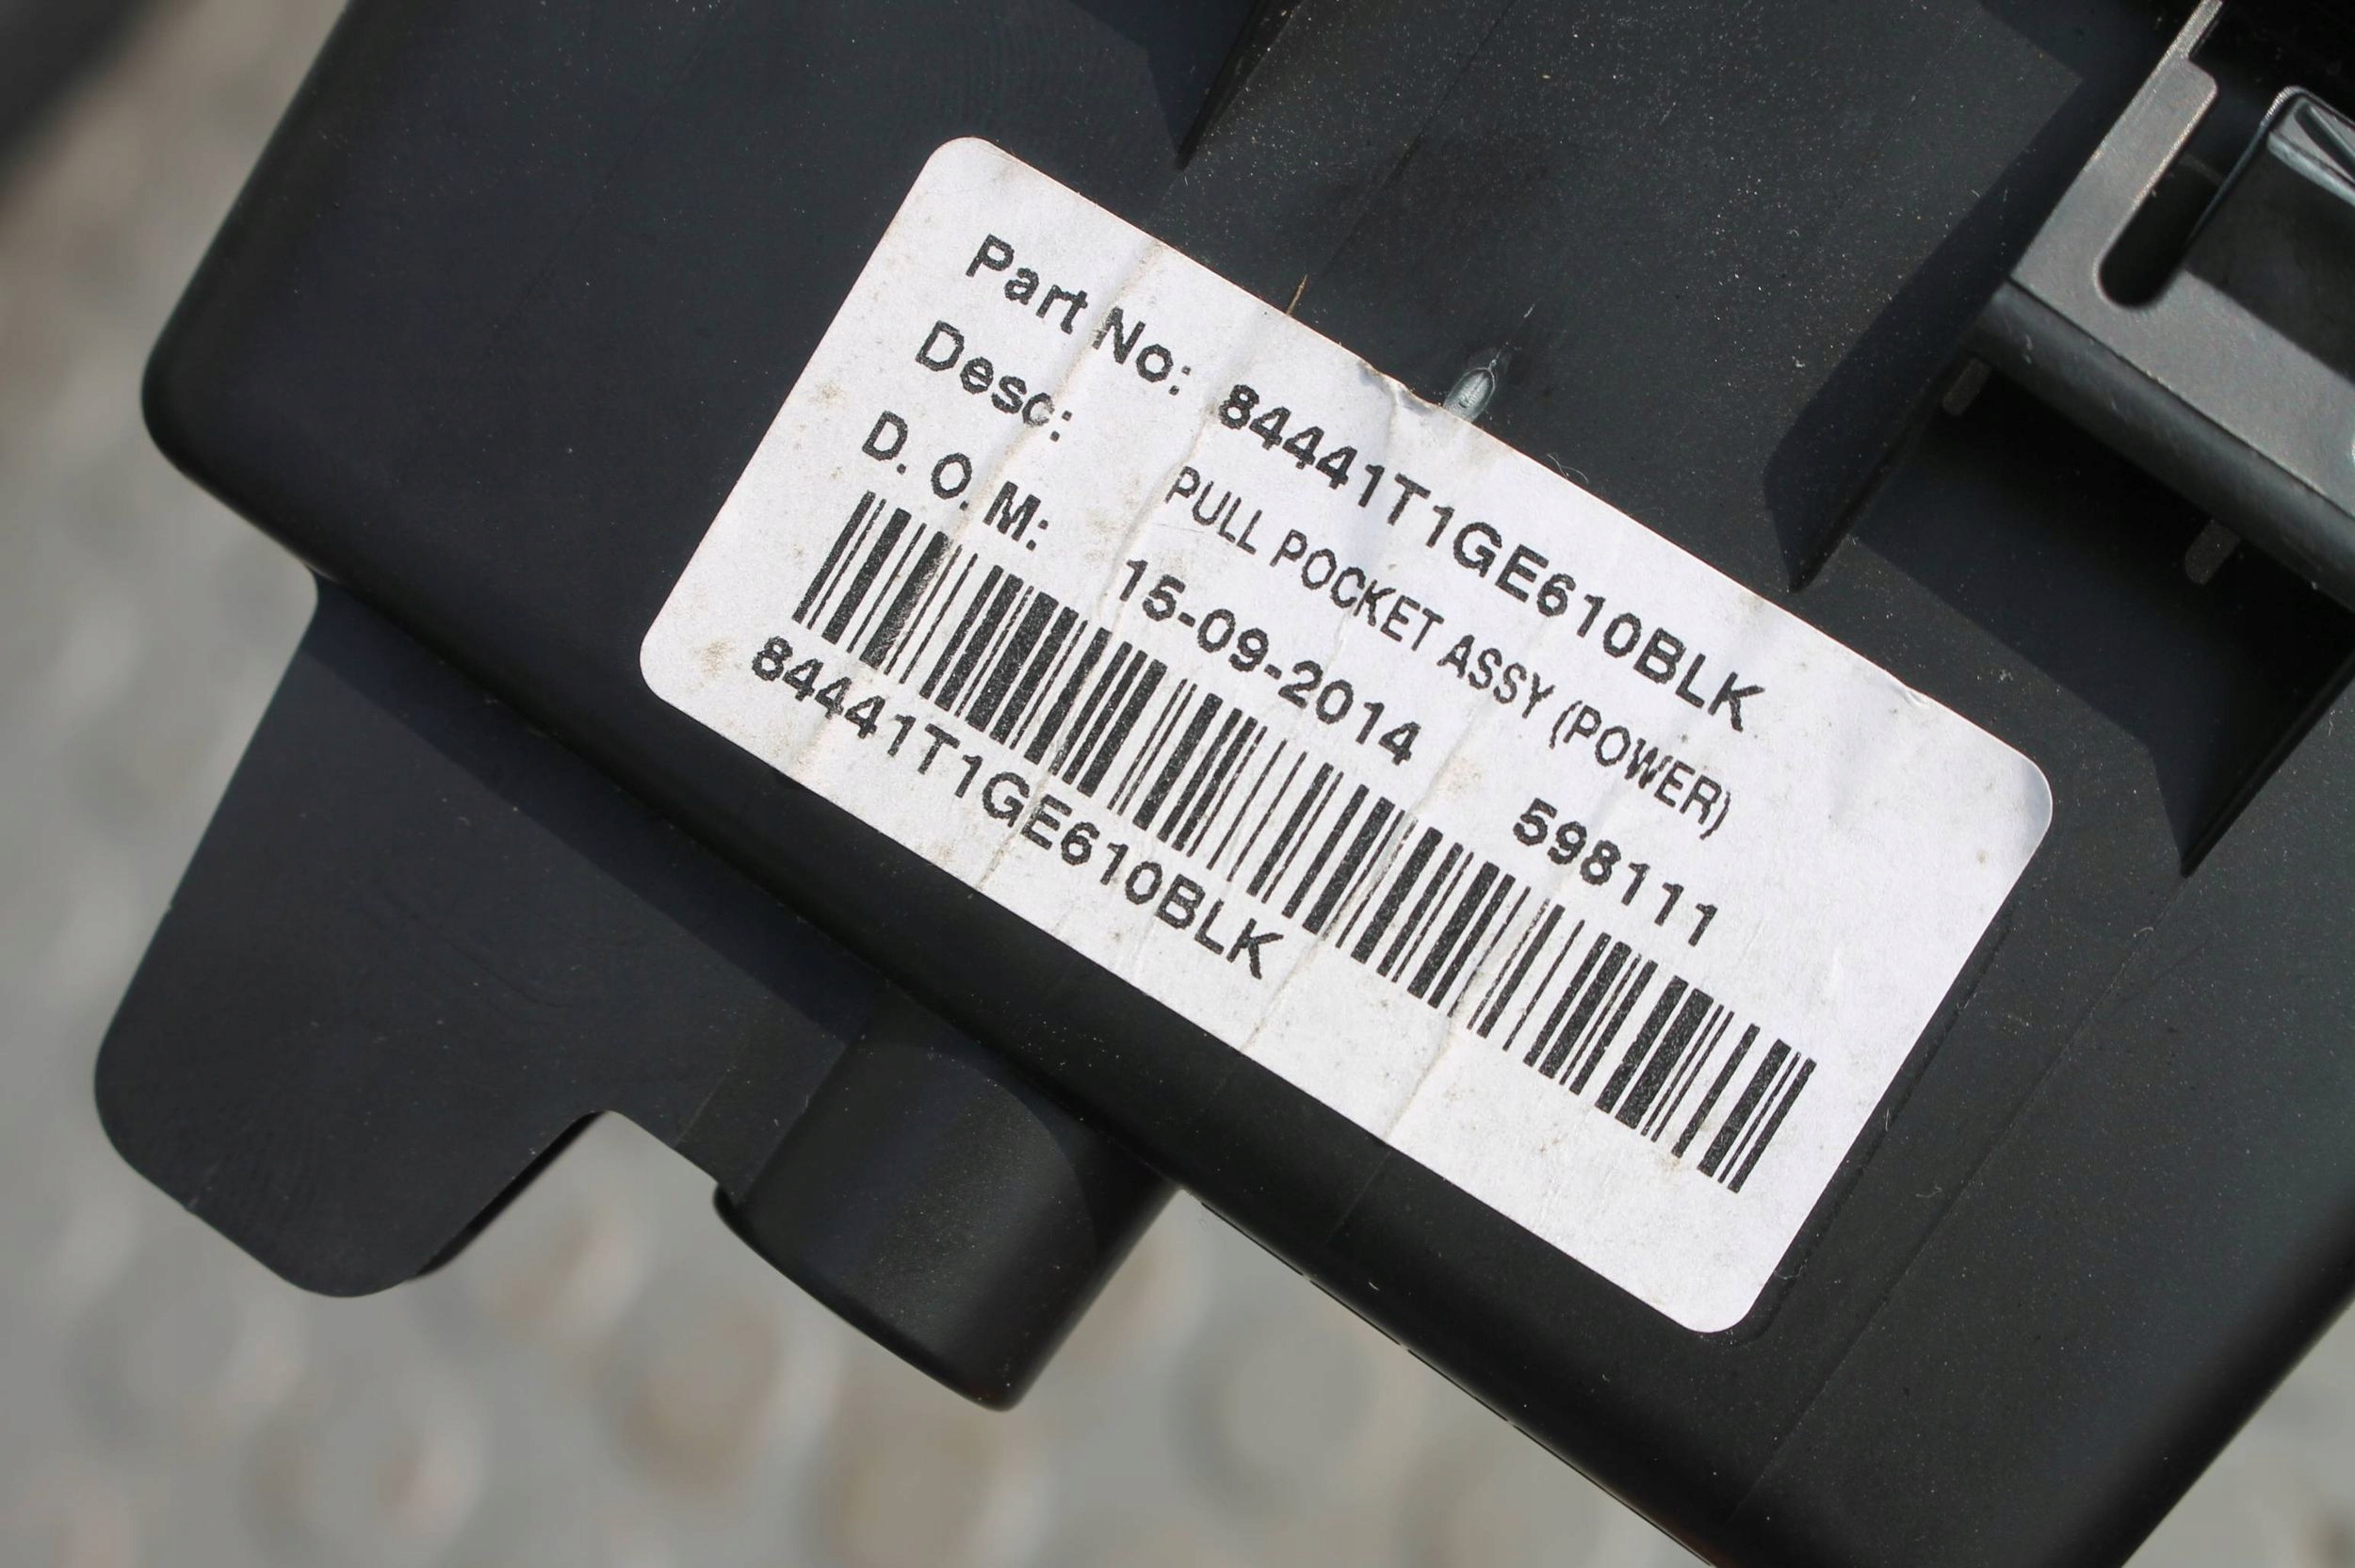 Part No: 84441T1GE610BLK
Desc: PULL POCKET ASSY (POWER)
D. O. M: 15-09-2014 598111
84441T1GE610BLK